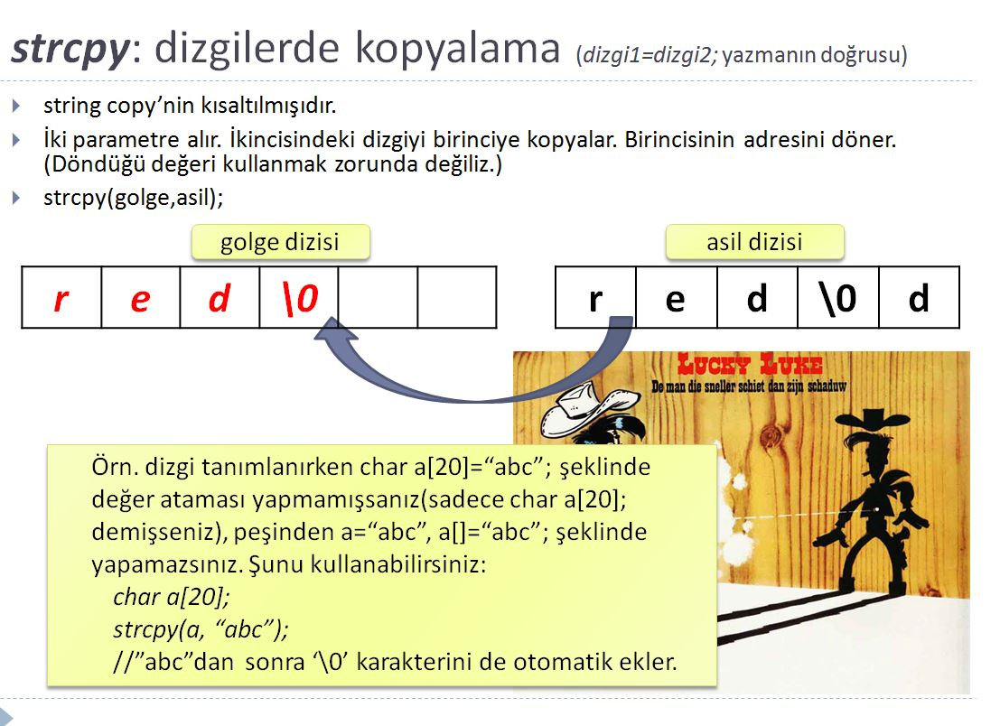 strcpy: dizgilerde kopyalama (dizgi1=dizgi2; yazmanın doğrusu)
string copy’nin kısaltılmışıdır.
İki parametre alır. İkincisindeki dizgiyi birinciye kopyalar. Birincisinin adresini döner.
(Döndüğü değeri kullanmak zorunda değiliz.)
strcpy(golge,asil);
golge dizisi
asil dizisi
r e d \0
r e d \0 d
LUCKY LUKE
De man die sneller schiet dan zijn schaduw
Örn. dizgi tanımlanırken char a[20]=“abc”; şeklinde
değer ataması yapmamışsanız(sadece char a[20];
demişseniz), peşinden a=“abc”, a[]=“abc”; şeklinde
yapamazsınız. Şunu kullanabilirsiniz:
char a[20];
strcpy(a, “abc”);
//”abc”dan sonra ‘\0’ karakterini de otomatik ekler.